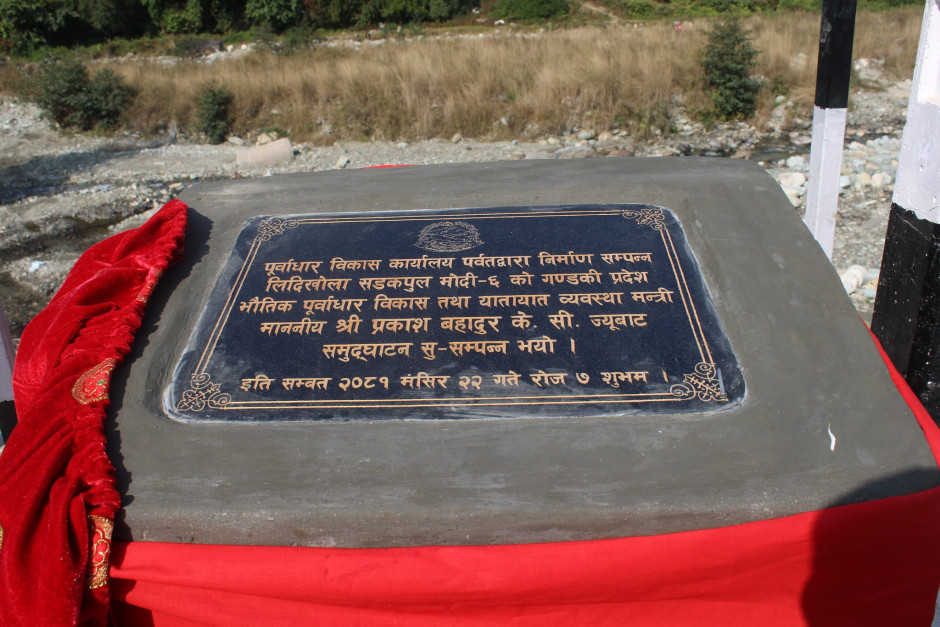 पूर्वाधार विकास कार्यालय पर्वतद्वारा निर्माण सम्पन्न
लिदिखोला सडकपुल मोदी-६ को गण्डकी प्रदेश
भौतिक पूर्वाधार विकास तथा यातायात व्यवस्था मन्त्री
माननीय श्री प्रकाश बहादुर के. सी. ज्यूबाट
समुद्घाटन सु-सम्पन्न भयो ।
इति सम्बत २०८१ मंसिर २२ गते रोज ७ शुभम ।